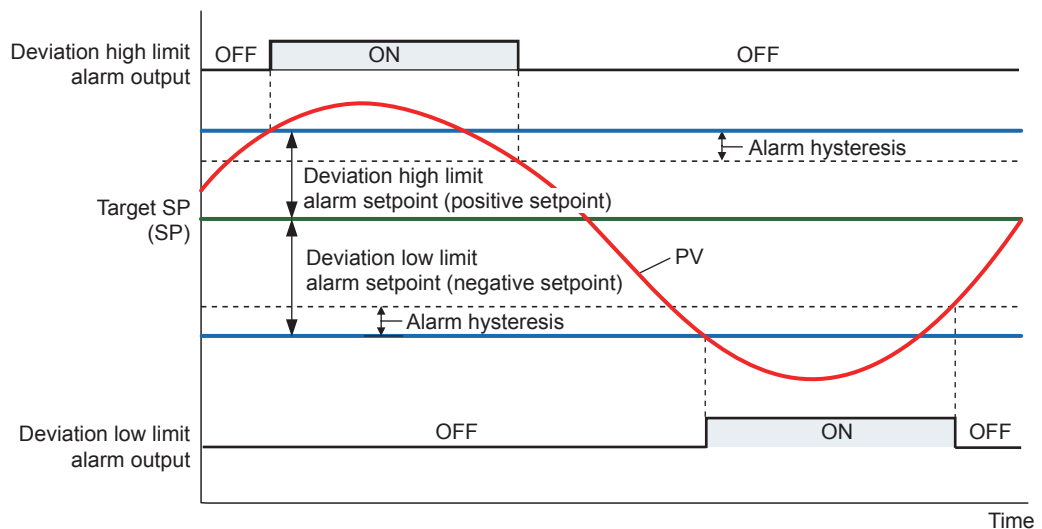 Deviation high limit
alarm output
OFF
ON
OFF
Alarm hysteresis
Deviation high limit
alarm setpoint (positive setpoint)
Target SP
(SP)
Deviation low limit
alarm setpoint (negative setpoint)
PV
Alarm hysteresis
Deviation low limit
alarm output
OFF
ON
OFF
Time